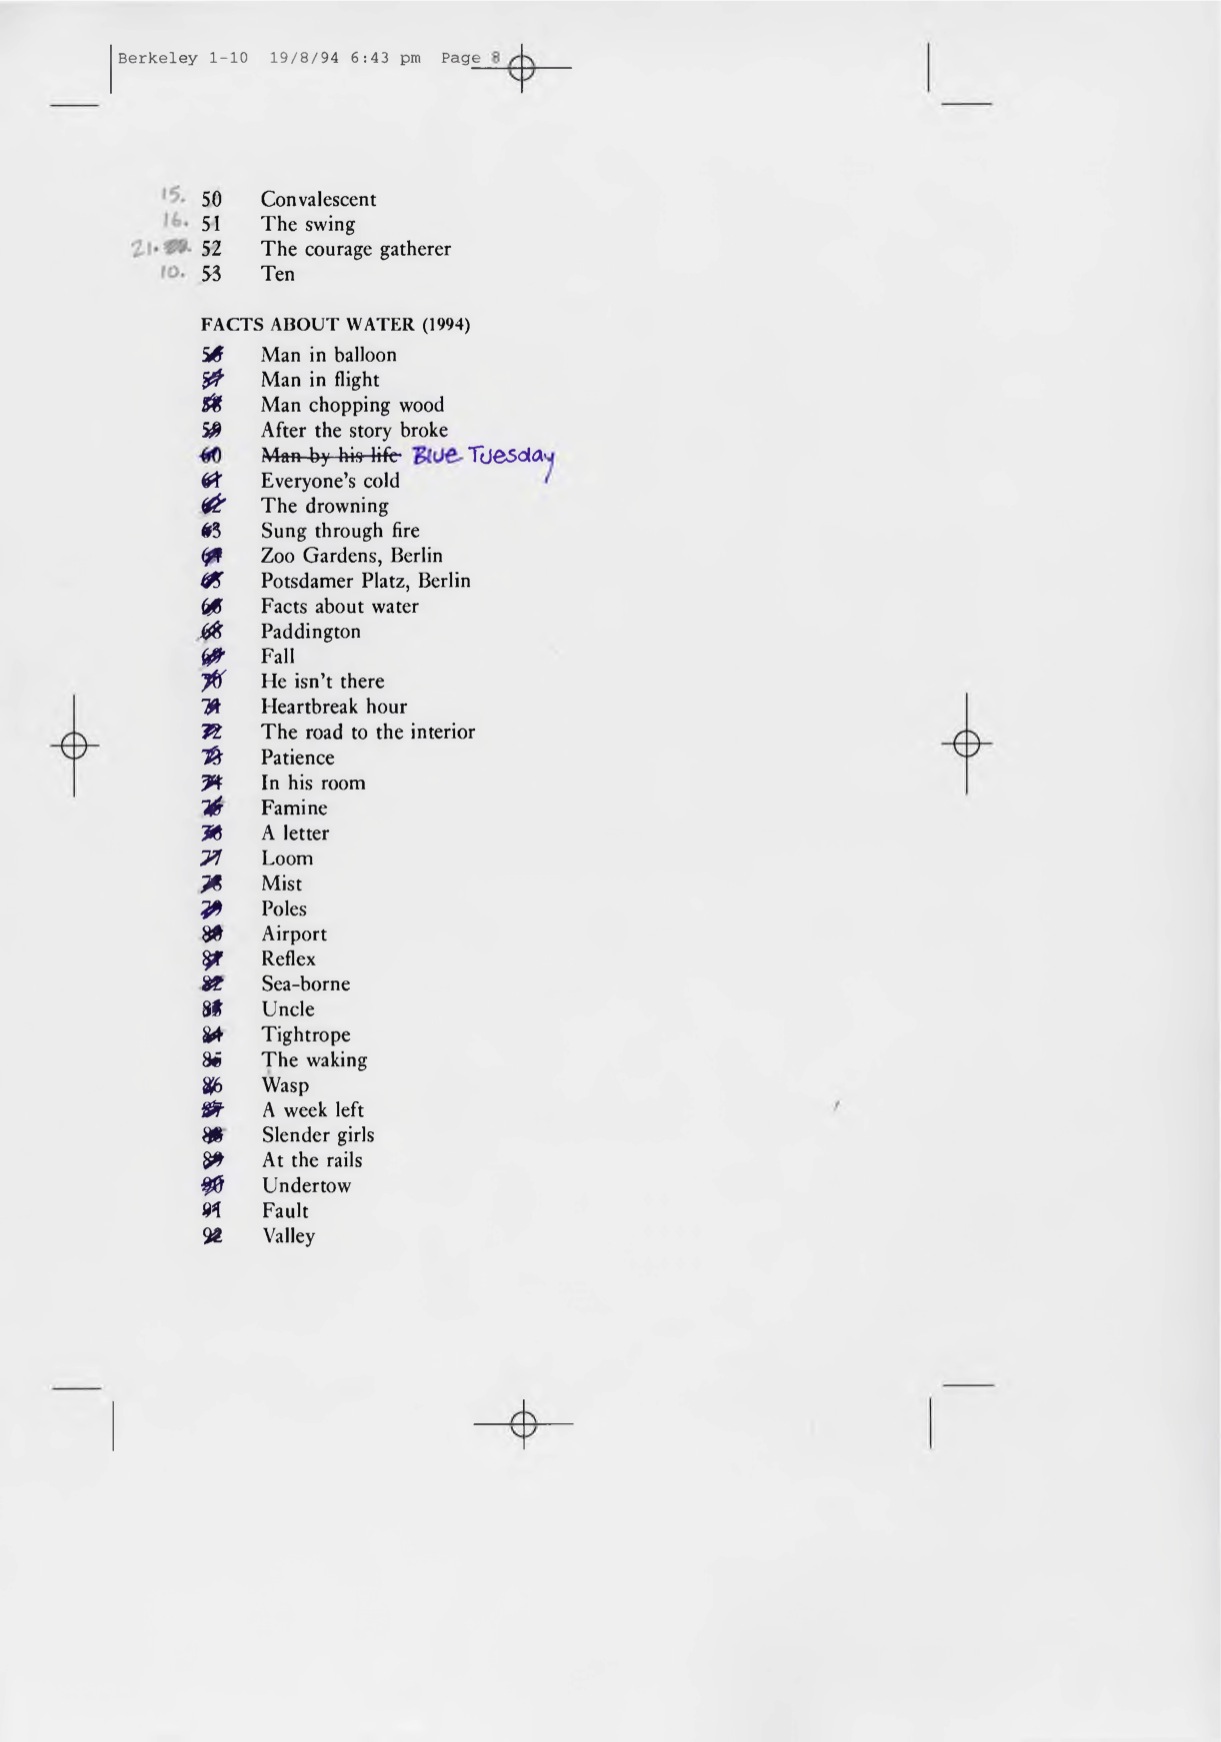 Berkeley 1-10 19/8/94 6:43 pm Page 8
15. 50 Convalescent
16. 51 The swing
21. 52 The courage gatherer
10. 53 Ten
FACTS ABOUT WATER (1994)
56 Man in balloon
57 Man in flight
58 Man chopping wood
59 After the story broke
60 Man by his life Blue Tuesday
61 Everyone's cold
62 The drowning
63 Sung through fire
64 Zoo Gardens, Berlin
65 Potsdamer Platz, Berlin
66 Facts about water
68 Paddington
69 Fall
70 He isn't there
71 Heartbreak hour
72 The road to the interior
73 Patience
74 In his room
75 Famine
76 A letter
77 Loom
78 Mist
79 Poles
80 Airport
81 Reflex
82 Sea-borne
83 Uncle
84 Tightrope
85 The waking
86 Wasp
87 A week left
88 Slender girls
89 At the rails
90 Undertow
91 Fault
92 Valley